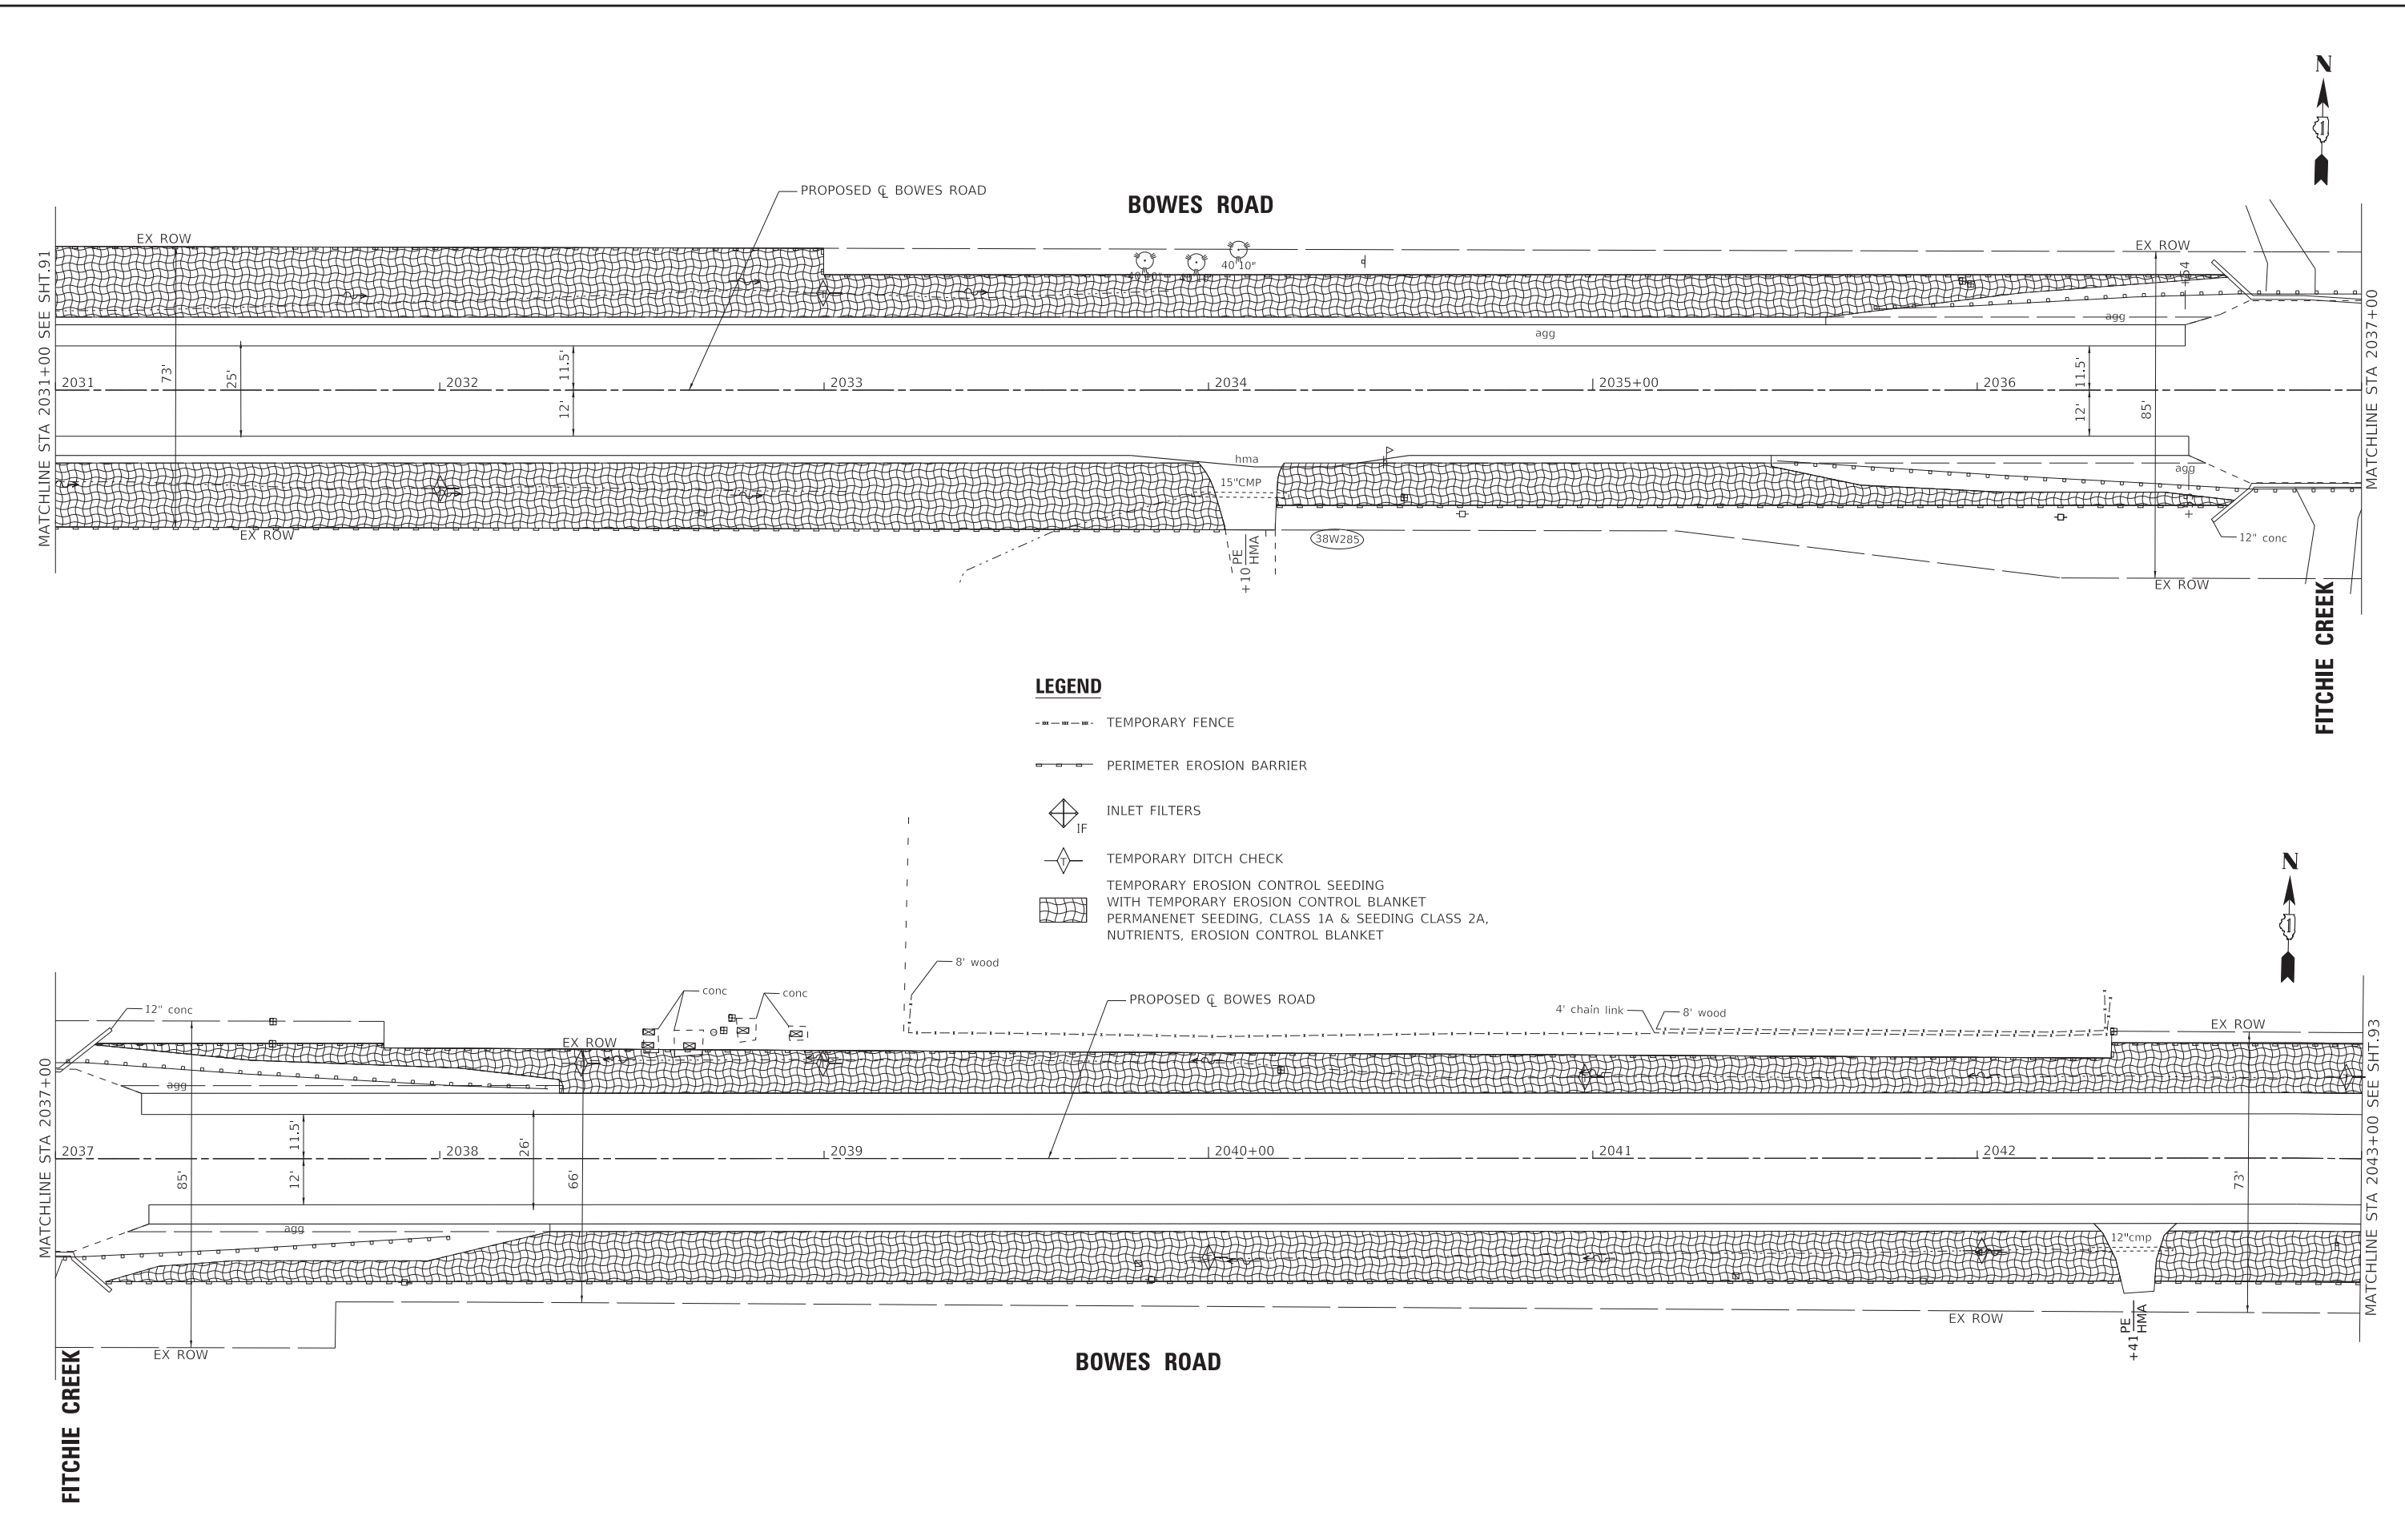 N
1
PROPOSED ℄ BOWES ROAD
BOWES ROAD
EX ROW
EX ROW
40'10"
+54
agg
agg
MATCHLINE STA 2031+00 SEE SHT.91
73'
25'
11.5'
12'
2031
2032
2033
2034
2035+00
2036
11.5'
12'
85'
MATCHLINE STA 2037+00
hma
15"CMP
agg
EX ROW
38W285
+10
PE
HMA
12" conc
EX ROW
FITCHIE CREEK
LEGEND
TEMPORARY FENCE
PERIMETER EROSION BARRIER
INLET FILTERS
IF
T
TEMPORARY DITCH CHECK
TEMPORARY EROSION CONTROL SEEDING
WITH TEMPORARY EROSION CONTROL BLANKET
PERMANENET SEEDING, CLASS 1A & SEEDING CLASS 2A,
NUTRIENTS, EROSION CONTROL BLANKET
N
1
8' wood
conc
conc
PROPOSED ℄ BOWES ROAD
12" conc
4' chain link
8' wood
EX ROW
EX ROW
agg
MATCHLINE STA 2037+00
2037
2038
2039
2040+00
2041
2042
85'
11.5'
12'
26'
66'
73'
MATCHLINE STA 2043+00 SEE SHT.93
agg
12"cmp
EX ROW
+41
PE
HMA
EX ROW
BOWES ROAD
FITCHIE CREEK